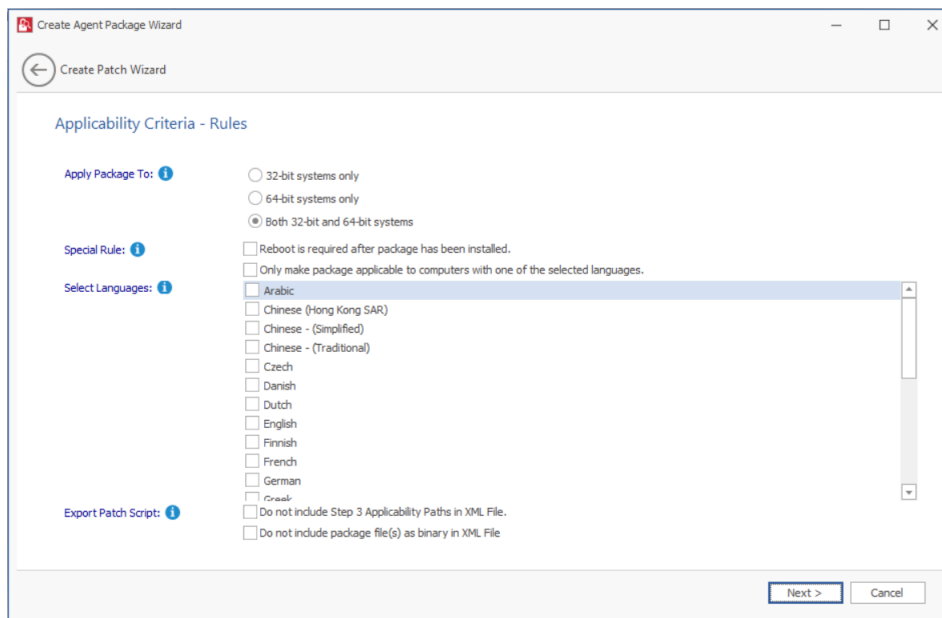 Create Agent Package Wizard
Create Patch Wizard
Applicability Criteria - Rules
Apply Package To:
32-bit systems only
64-bit systems only
Both 32-bit and 64-bit systems
Special Rule:
Reboot is required after package has been installed.
Only make package applicable to computers with one of the selected languages.
Select Languages:
Arabic
Chinese (Hong Kong SAR)
Chinese - (Simplified)
Chinese - (Traditional)
Czech
Danish
Dutch
English
Finnish
French
German
Greek
Export Patch Script:
Do not include Step 3 Applicability Paths in XML File.
Do not include package file(s) as binary in XML File
Next >
Cancel